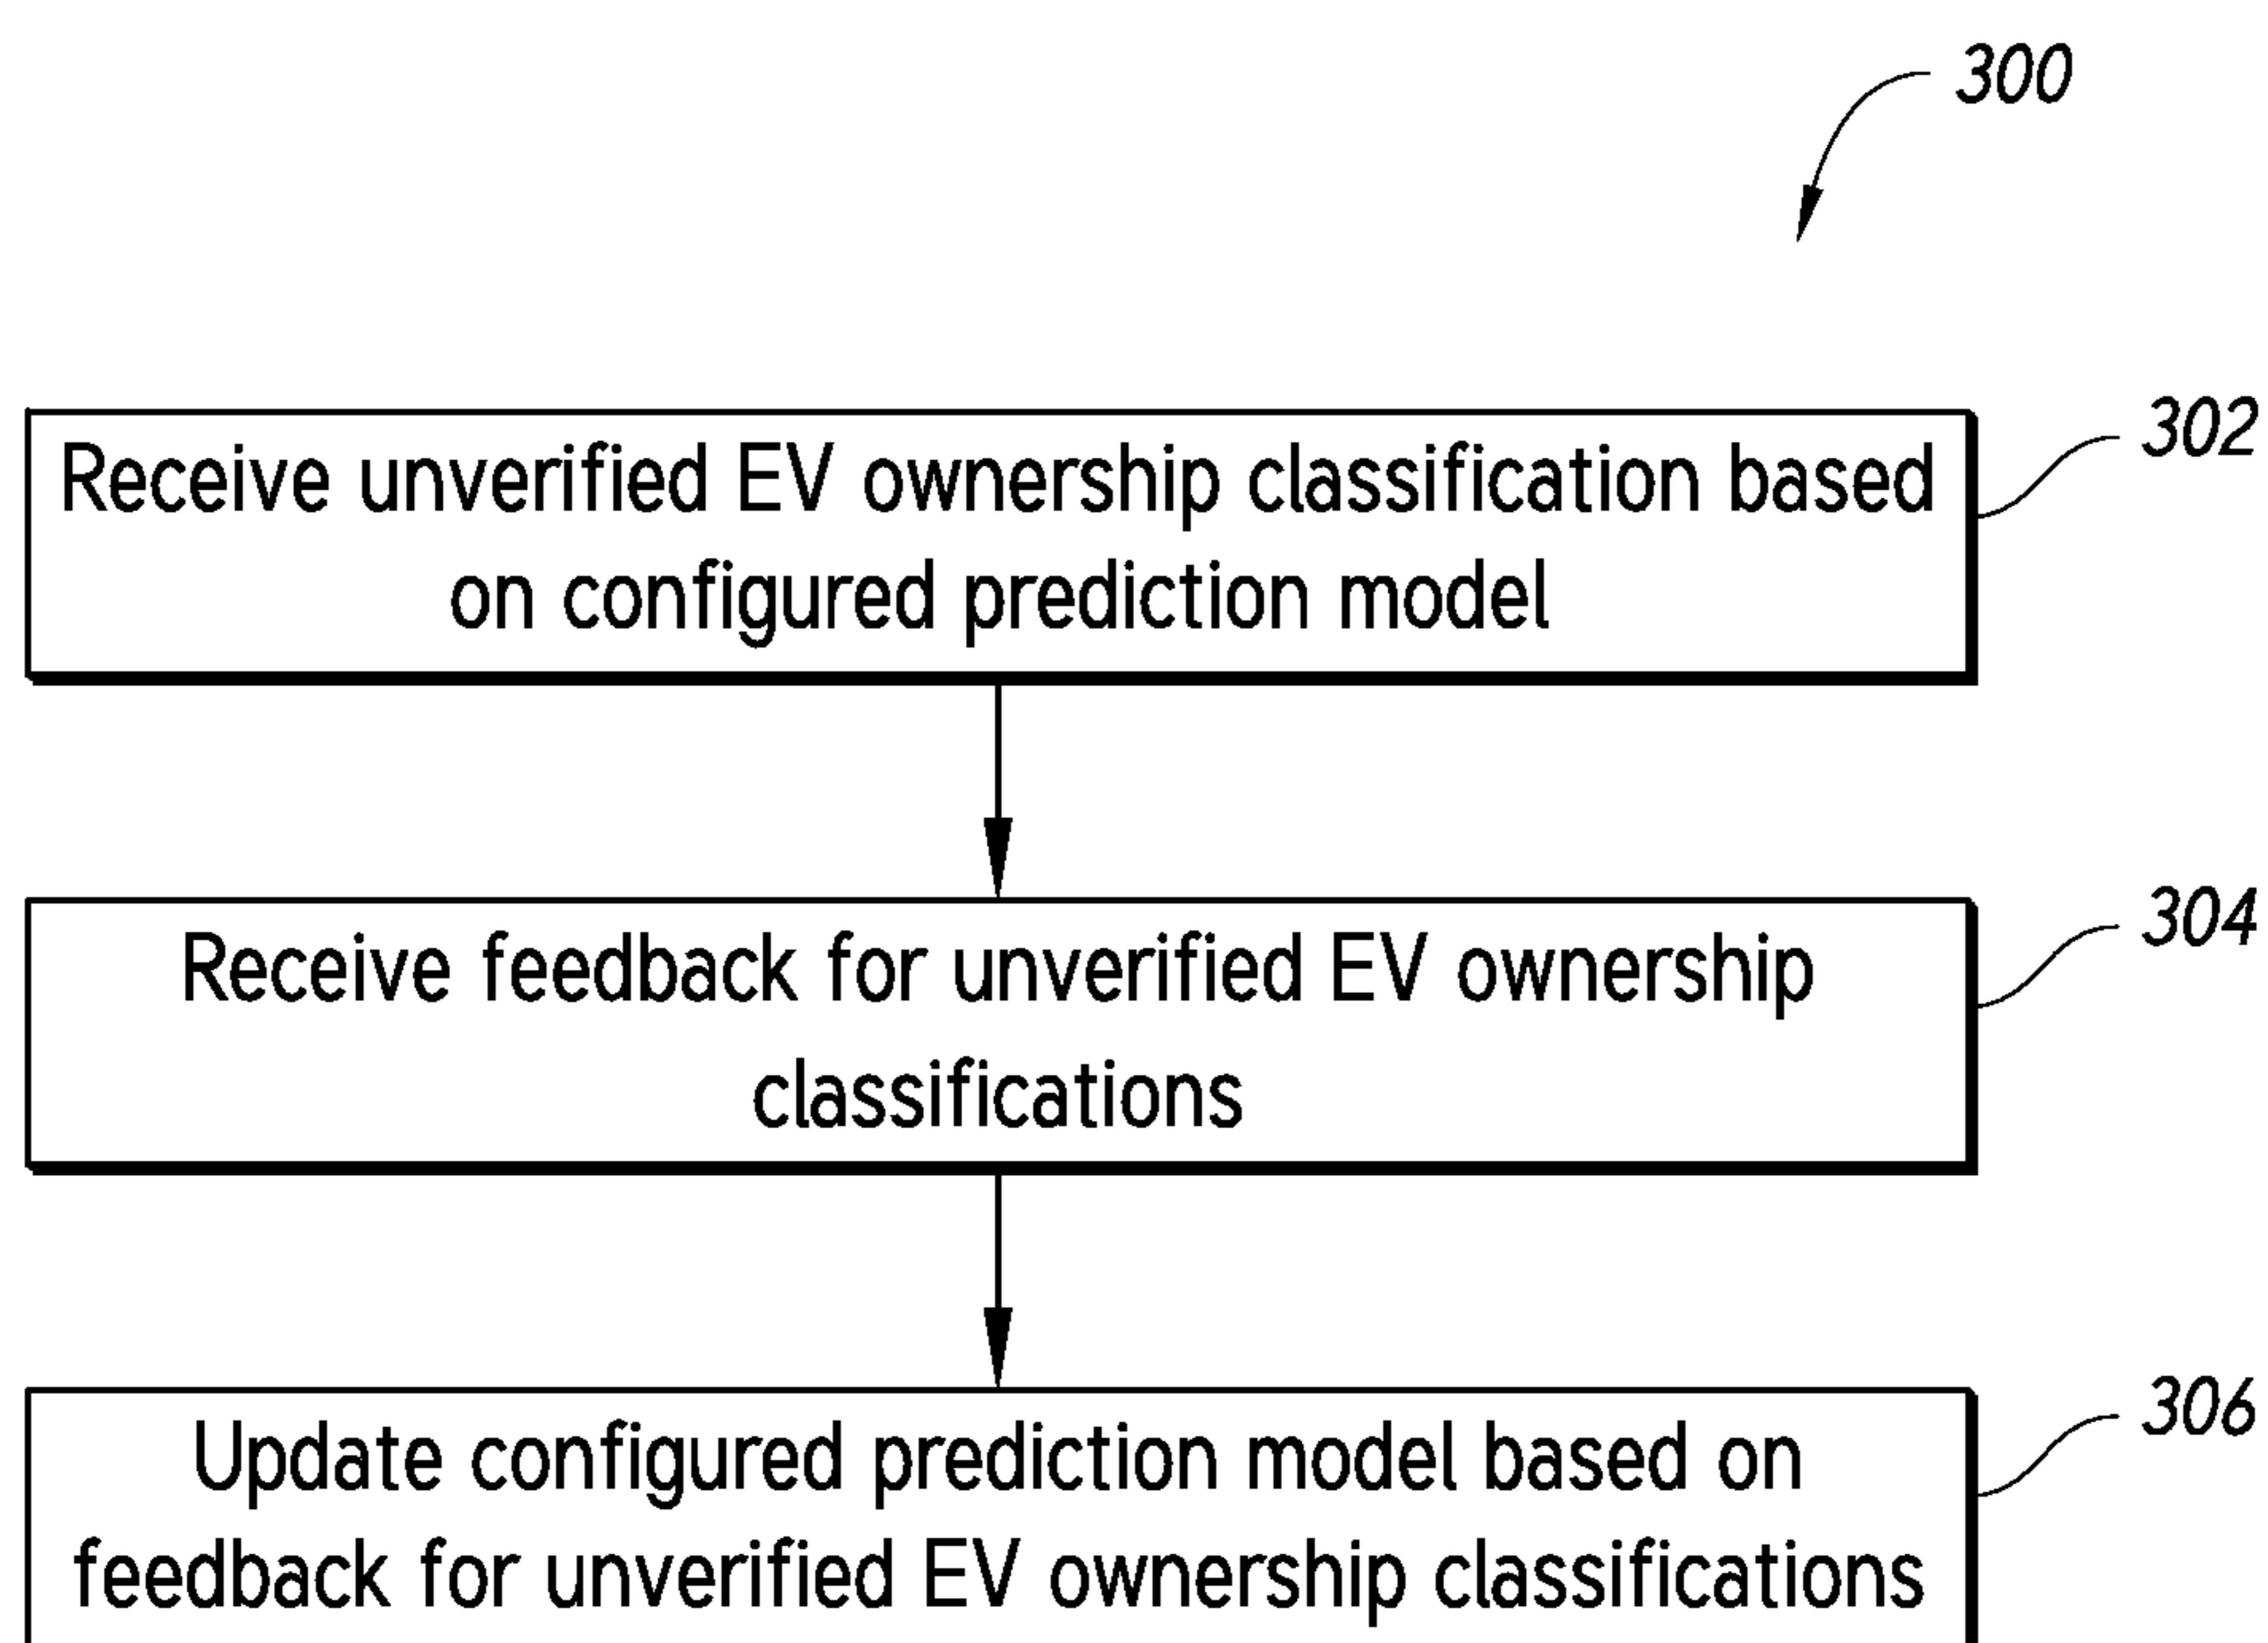 300
302
Receive unverified EV ownership classification based
on configured prediction model
304
Receive feedback for unverified EV ownership
classifications
306
Update configured prediction model based on
feedback for unverified EV ownership classifications